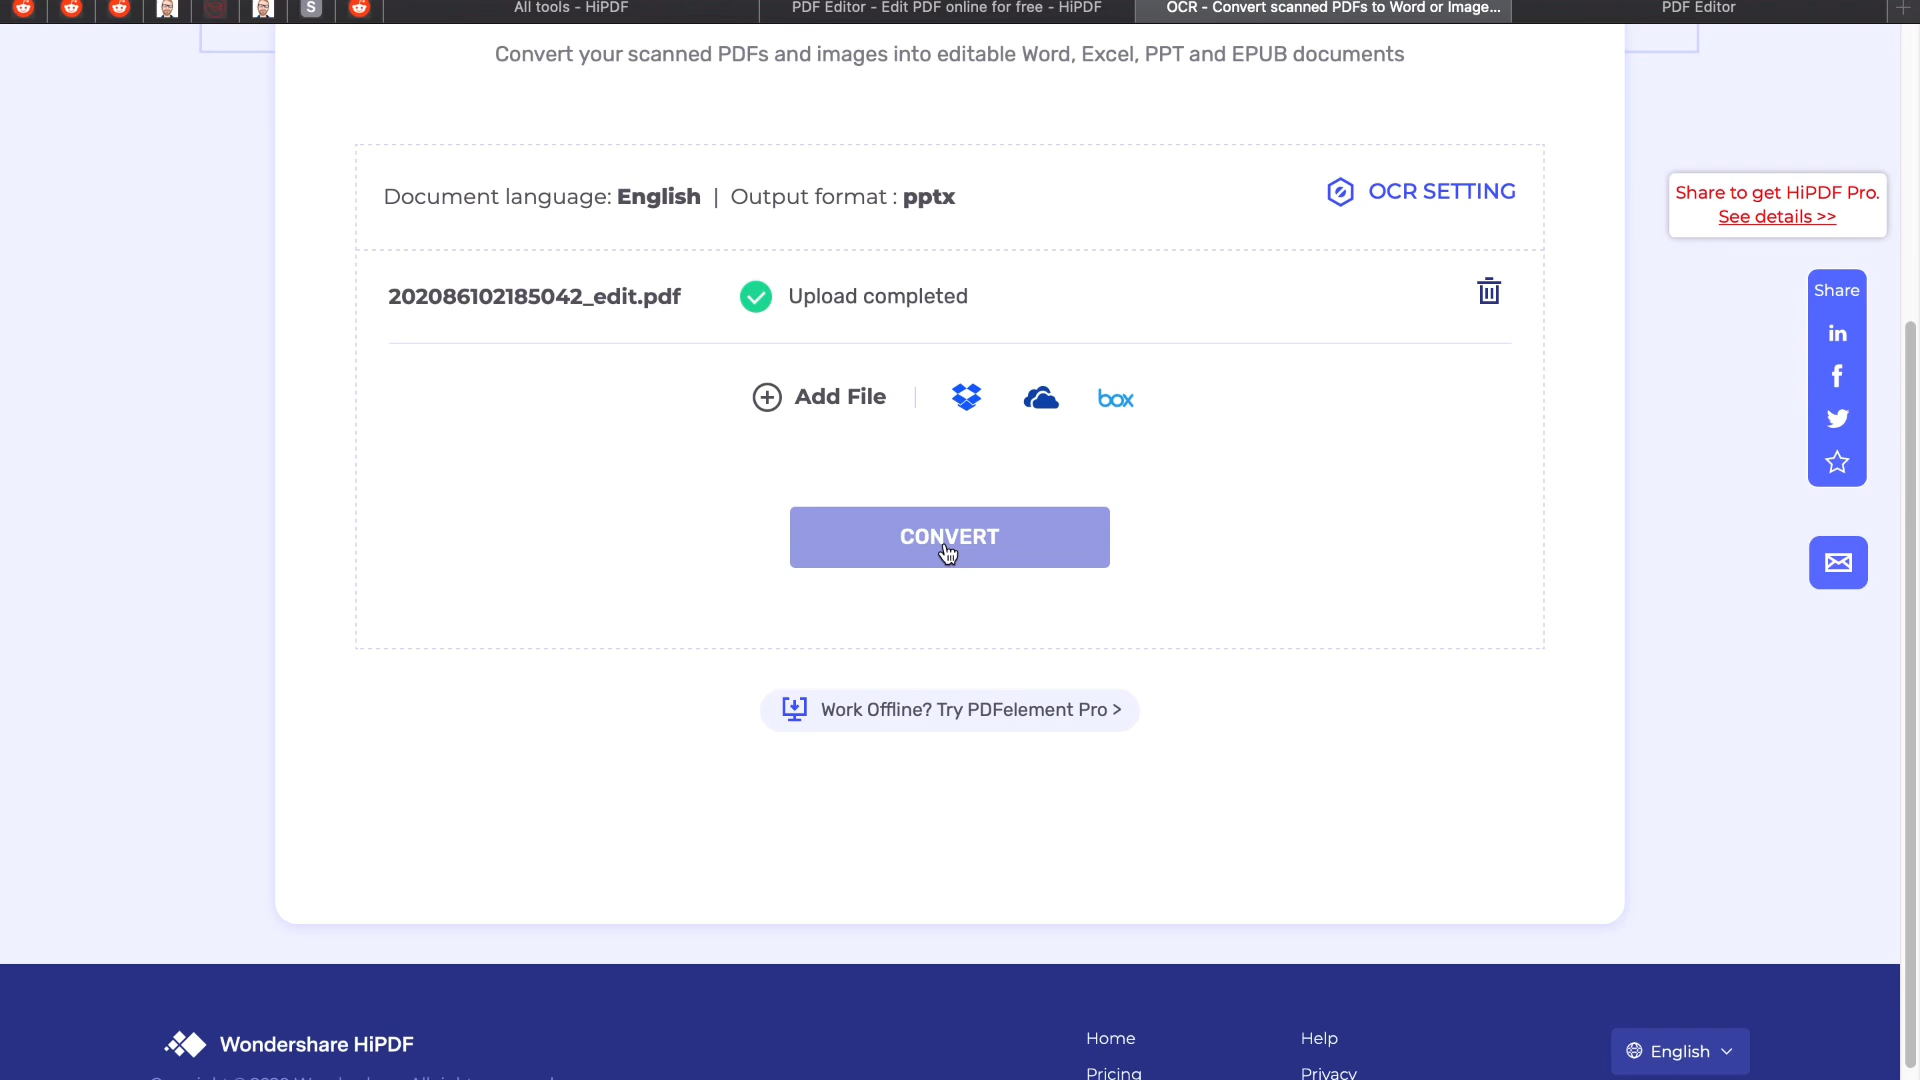 S
All tools - HiPDF
PDF Editor - Edit PDF online for free - HiPDF
OCR - Convert scanned PDFs to Word or Image...
PDF Editor
Convert your scanned PDFs and images into editable Word, Excel, PPT and EPUB documents
Document language: English | Output format : pptx
OCR SETTING
Share to get HiPDF Pro.
See details >>
202086102185042_edit.pdf
Upload completed
Share
in
f
Add File
box
CONVERT
Work Offline? Try PDFelement Pro >
Wondershare HiPDF
Home
Help
English
Pricing
Privacy